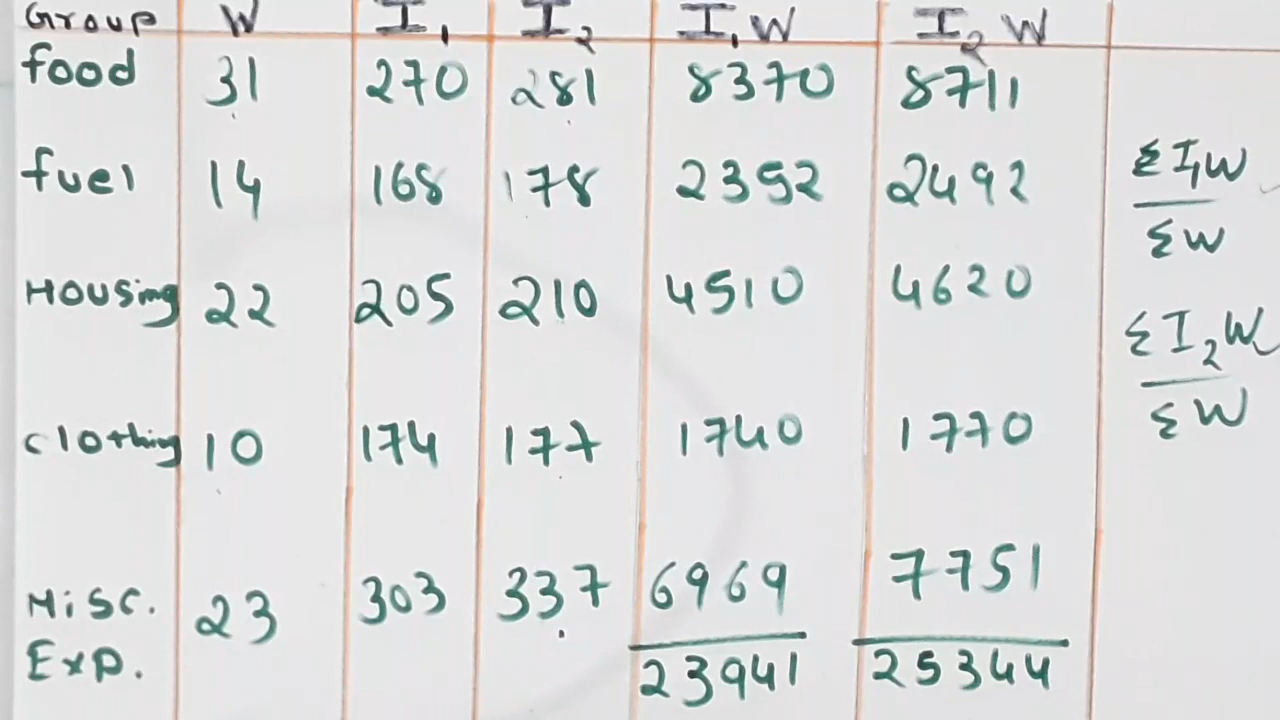 Group W I₁ I₂ I₁W I₂W
food 31 270 281 8370 8711
fuel 14 168 178 2352 2492
Housing 22 205 210 4510 4620
clothing 10 174 177 1740 1770
Misc. Exp. 23 303 337 6969 7751
23941 25344
ΣI₁W
ΣW
ΣI₂W
ΣW